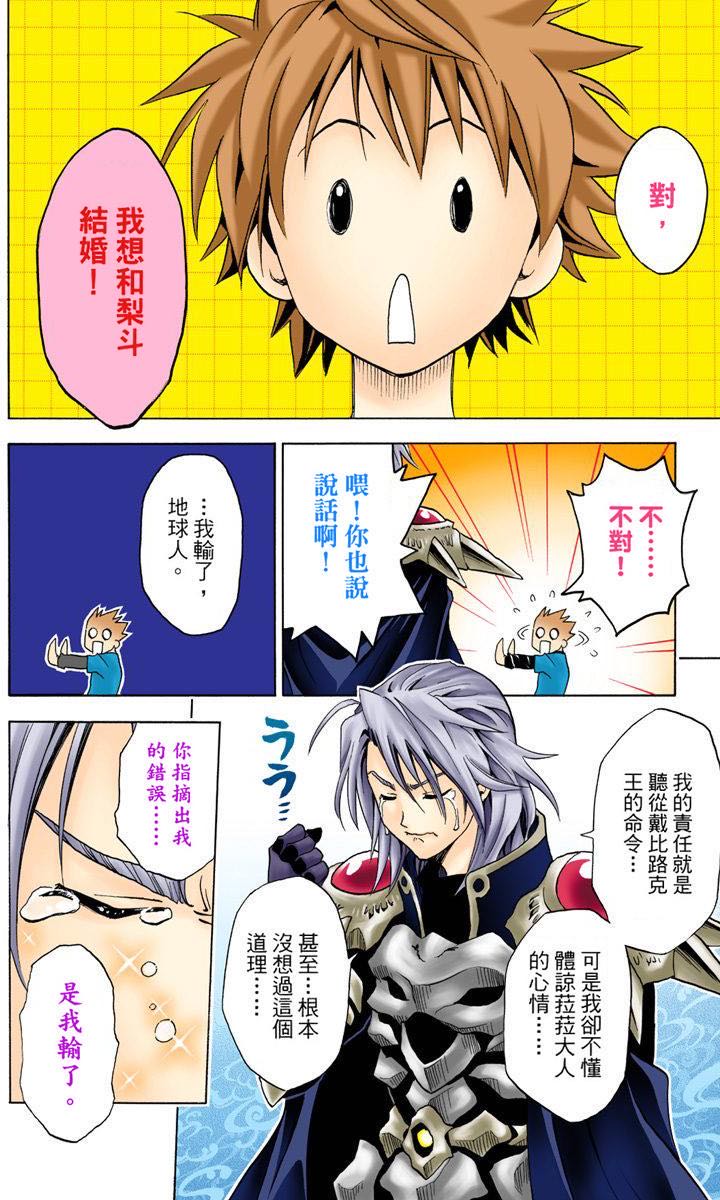 對，
我想和梨斗
結婚！
不……
不對！
喂！你也說
說話啊！
…我輸了，
地球人。
我的責任就是
聽從戴比路克
王的命令…
可是我卻不懂
體諒菈菈大人
的心情……
うう…
甚至…根本
沒想過這個
道理……
你指摘出我
的錯誤……
是我輸了。